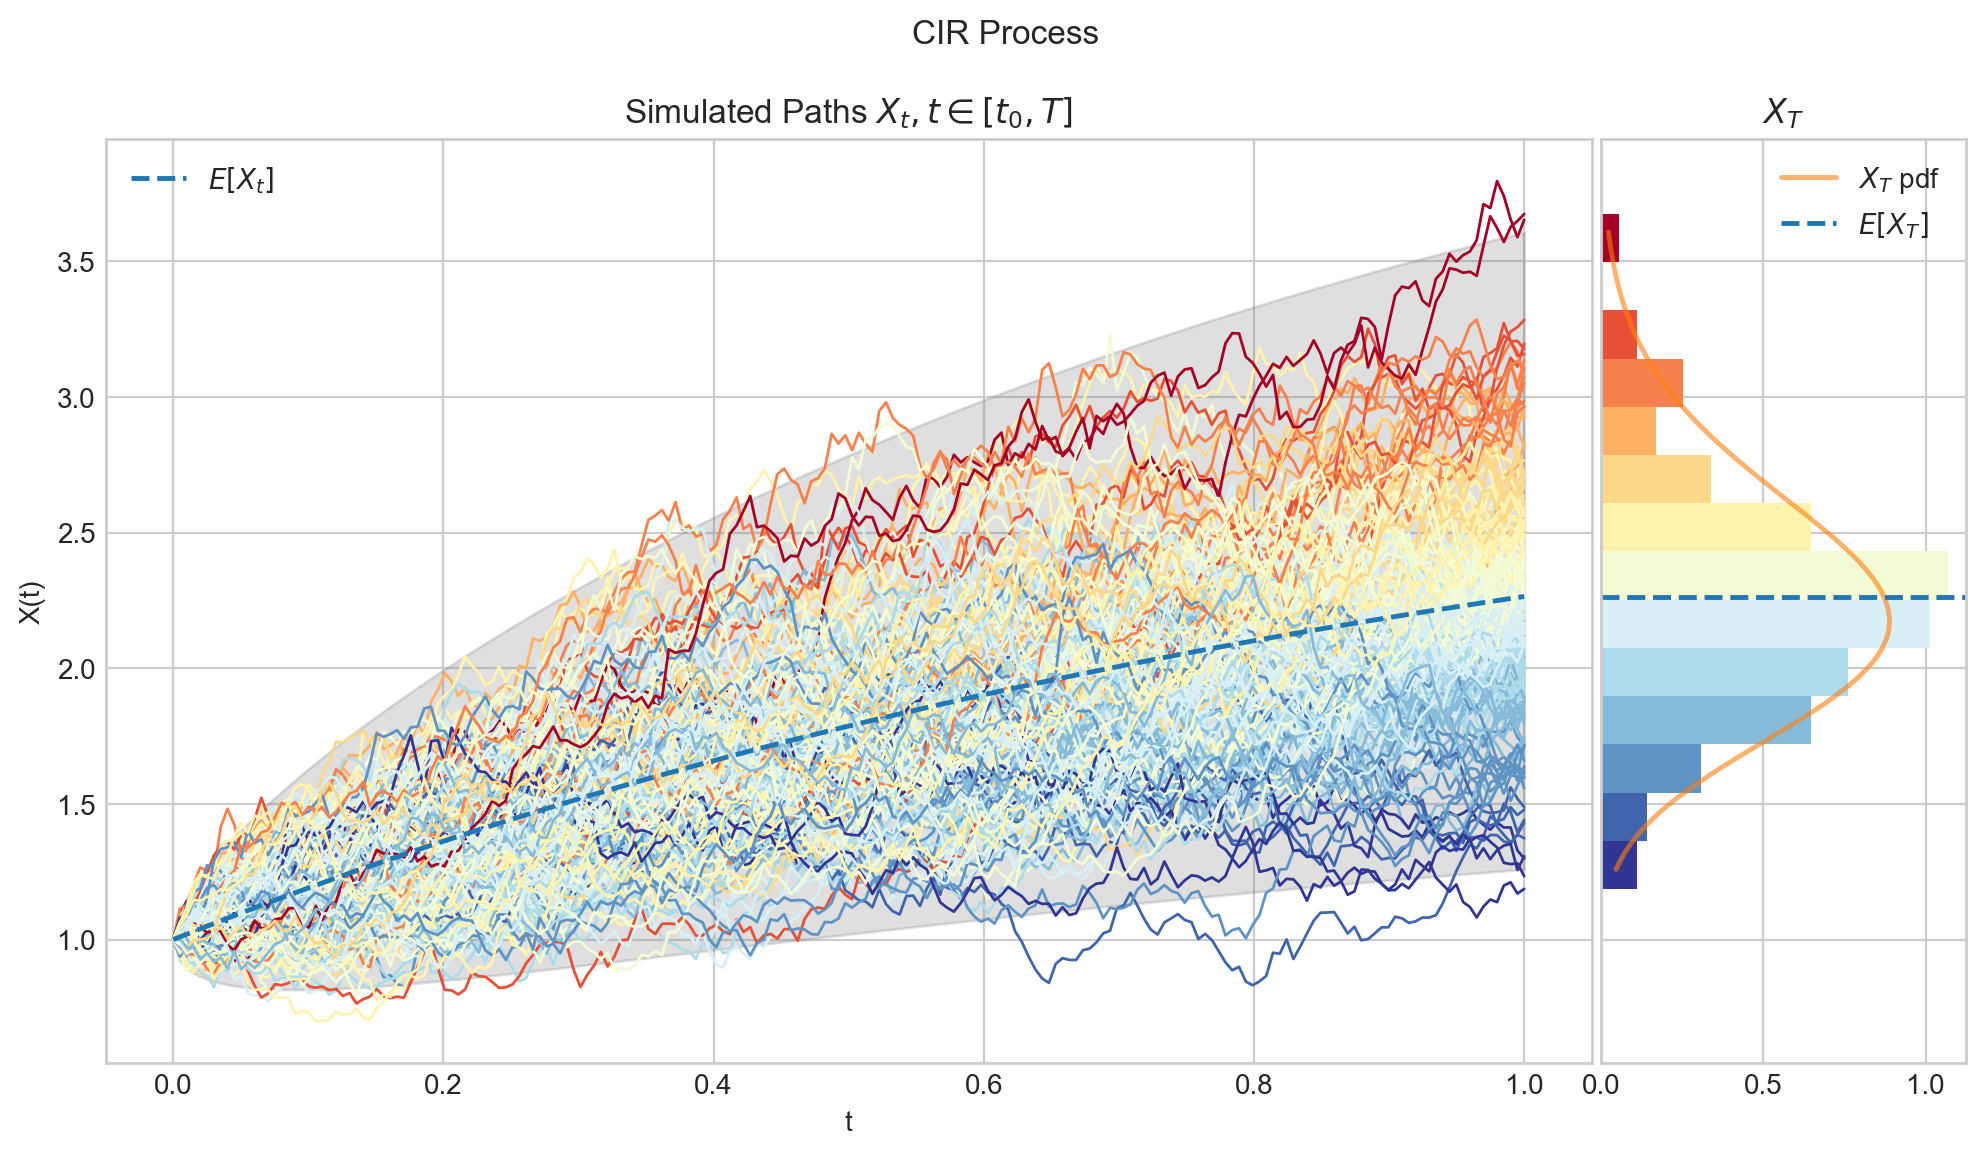 CIR Process
Simulated Paths $X_t, t \in [t_0, T]$
$X_T$
$E[X_t]$
$X_T$ pdf
$E[X_T]$
X(t)
3.5
3.0
2.5
2.0
1.5
1.0
0.0 0.2 0.4 0.6 0.8 1.0
0.0 0.5 1.0
t